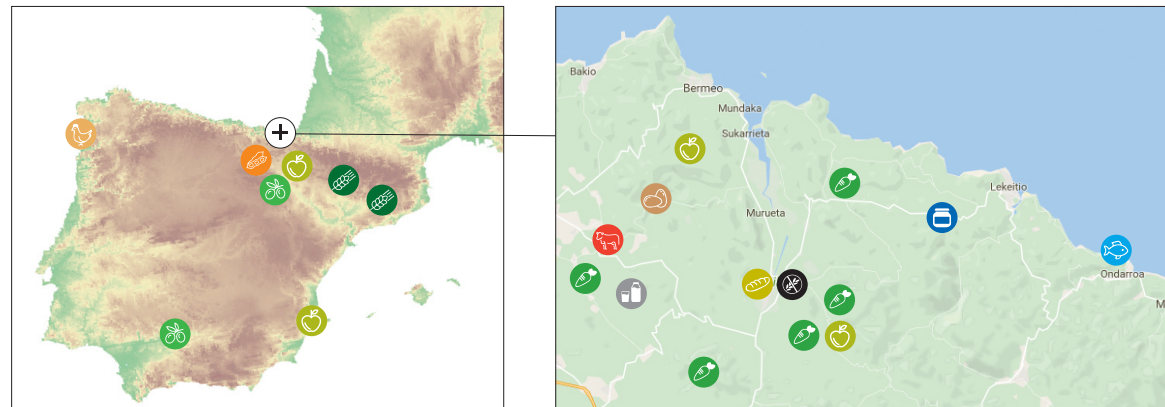 Bakio
Bermeo
Mundaka
Sukarrieta
Lekeitio
Murueta
Ondarroa
M